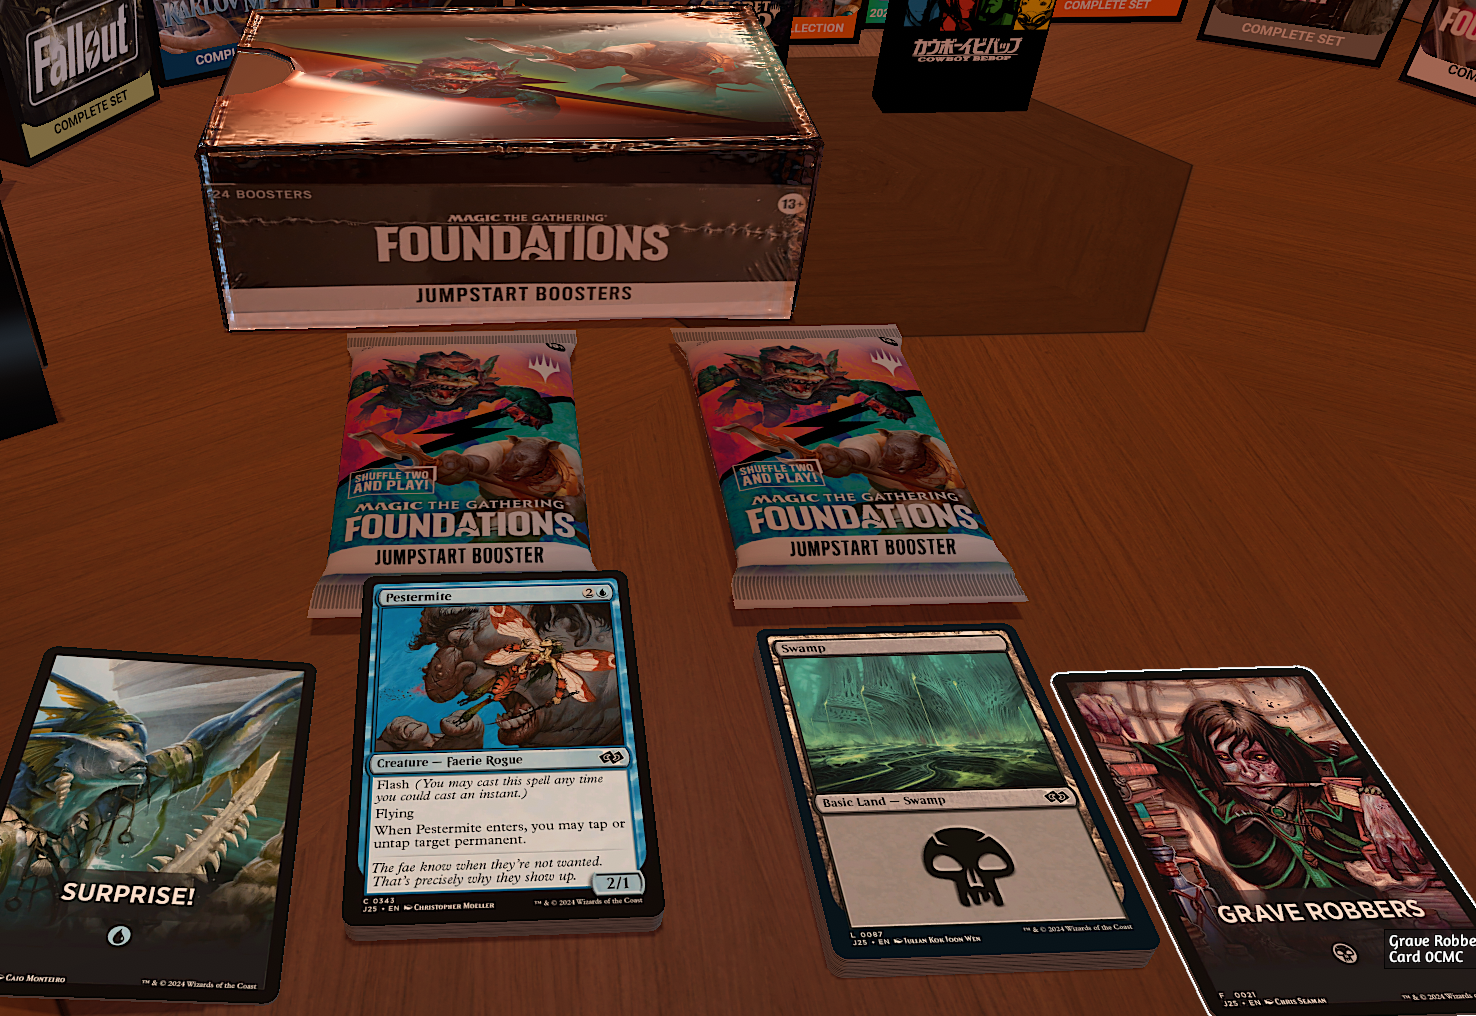 Fallout
COMPLETE SET
KARLOV M
COMPL
LLECTION
202
カウボーイビバップ
COWBOY BEBOP
COMPLETE SET
COMPLETE SET
24 BOOSTERS
13+
MAGIC THE GATHERING
FOUNDATIONS
JUMPSTART BOOSTERS
SHUFFLE TWO
AND PLAY!
MAGIC THE GATHERING
FOUNDATIONS
JUMPSTART BOOSTER
SHUFFLE TWO
AND PLAY!
MAGIC THE GATHERING
FOUNDATIONS
JUMPSTART BOOSTER
SURPRISE!
CAIO MONTEIRO
™ & © 2024 Wizards of the Coast
Pestermite
2
Creature — Faerie Rogue
Flash (You may cast this spell any time
you could cast an instant.)
Flying
When Pestermite enters, you may tap or
untap target permanent.
The fae know when they're not wanted.
That's precisely why they show up.
2/1
C 0343
J25 • EN CHRISTOPHER MOELLER
™ & © 2024 Wizards of the Coast
Swamp
Basic Land — Swamp
L 0087
J25 • EN JULIAN KOK JOON WEN
™ & © 2024 Wizards of the Coast
GRAVE ROBBERS
F 0021
J25 • EN CHRIS SEAMAN
™ & © 2024 Wizards
Grave Robbe
Card 0CMC